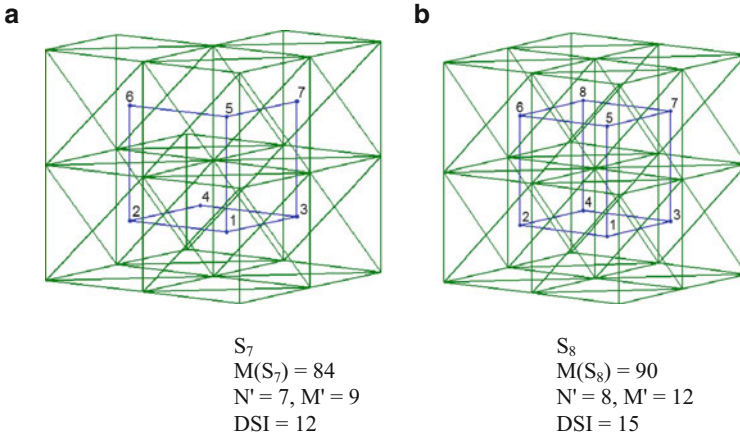 a
b
6
5
7
4
2
1
3
8
6
5
7
4
2
1
3
S₇
M(S₇) = 84
N' = 7, M' = 9
DSI = 12
S₈
M(S₈) = 90
N' = 8, M' = 12
DSI = 15